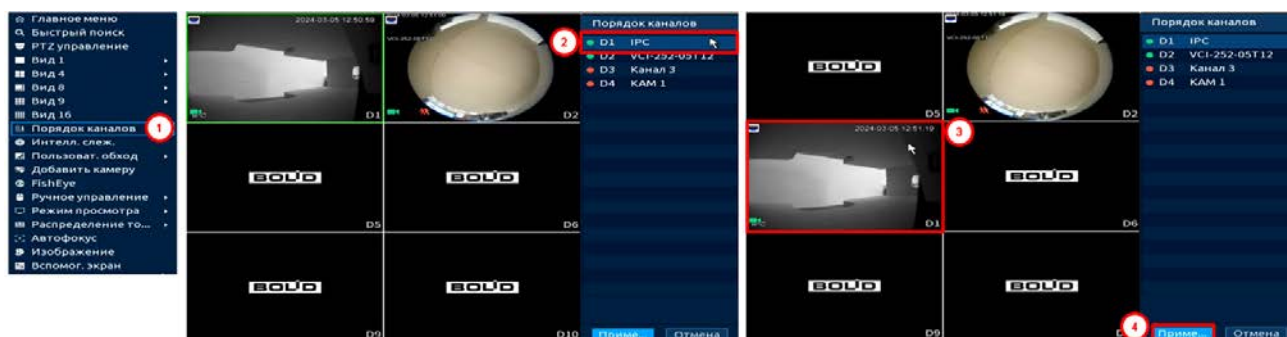 Главное меню
Быстрый поиск
PTZ управление
Вид 1
Вид 4
Вид 8
Вид 9
Вид 16
Порядок каналов
1
Интелл. слеж.
Пользоват. обход
Добавить камеру
FishEye
Ручное управление
Режим просмотра
Распределение то...
Автофокус
Изображение
Вспомог. экран
2024-03-05 12:50:59
D1
D2
BOLID
D5
BOLID
D6
BOLID
D9
BOLID
D10
Порядок каналов
2
D1 IPC
D2 VCI-252-05T12
D3 Канал 3
D4 КАМ 1
Приме...
Отмена
BOLID
D5
D2
2024-03-05 12:51:19
3
D1
BOLID
D6
BOLID
D9
BOLID
Порядок каналов
D1 IPC
D2 VCI-252-05T12
D3 Канал 3
D4 КАМ 1
4
Приме...
Отмена